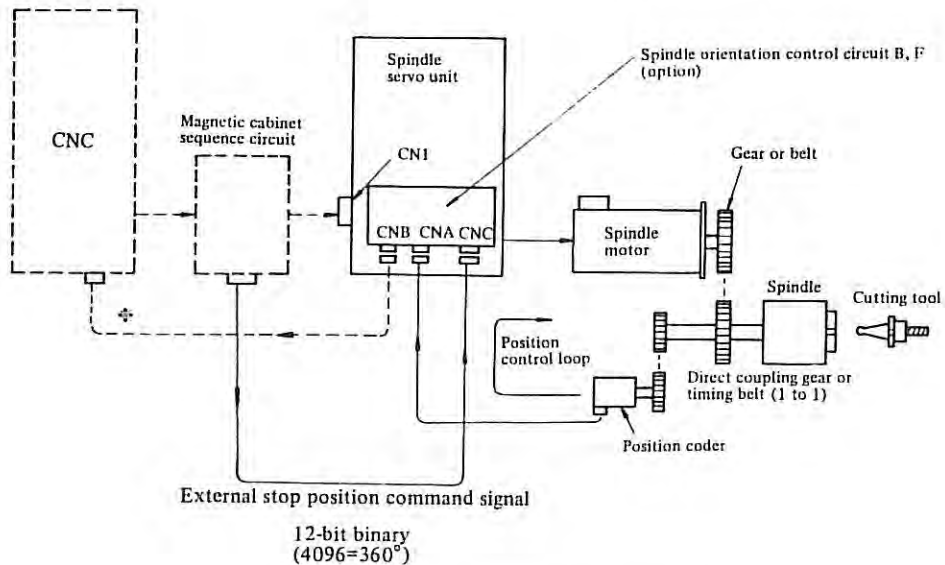 CNC
Magnetic cabinet
sequence circuit
Spindle
servo unit
CN1
CNB CNA CNC
Spindle orientation control circuit B, F
(option)
Gear or belt
Spindle
motor
Spindle
Cutting tool
Position
control loop
Direct coupling gear or
timing belt (1 to 1)
Position coder
External stop position command signal
12-bit binary
(4096=360°)